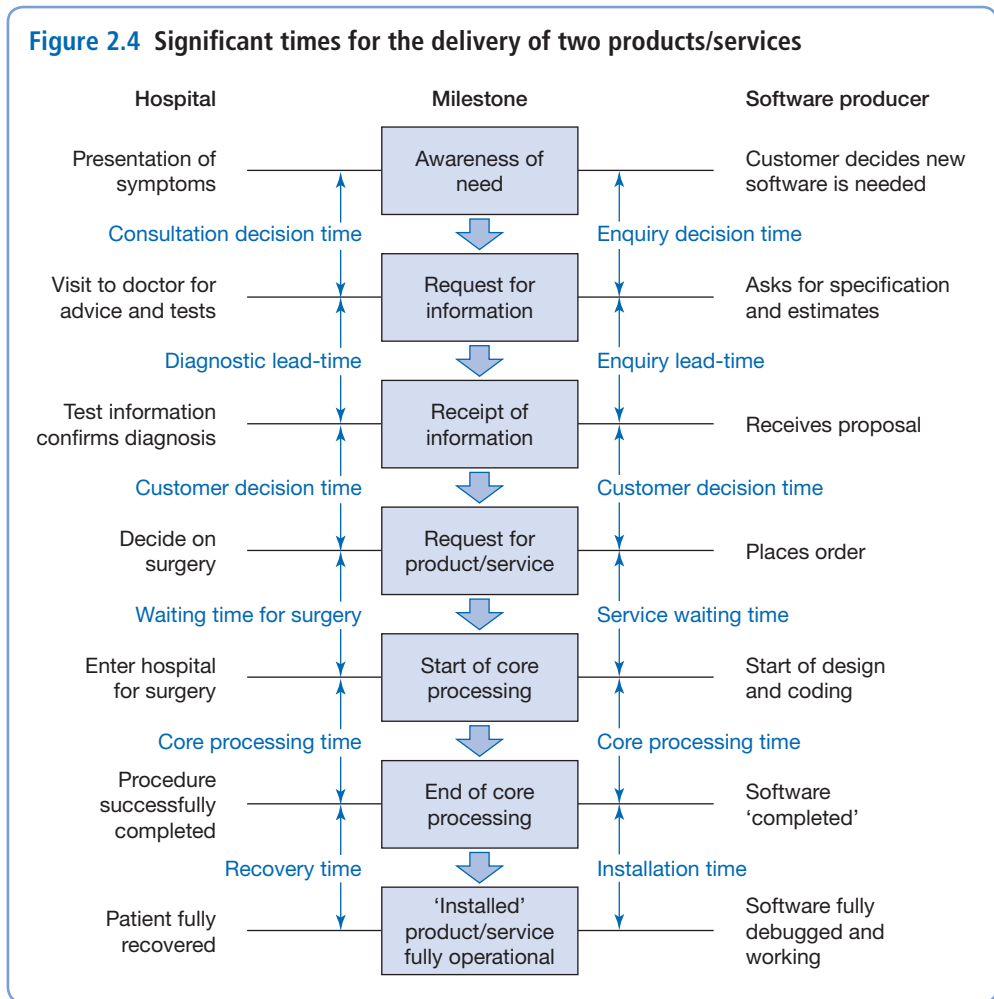 Figure 2.4 Significant times for the delivery of two products/services
Hospital
Milestone
Software producer
Presentation of
symptoms
Awareness of
need
Customer decides new
software is needed
Consultation decision time
Enquiry decision time
Visit to doctor for
advice and tests
Request for
information
Asks for specification
and estimates
Diagnostic lead-time
Enquiry lead-time
Test information
confirms diagnosis
Receipt of
information
Receives proposal
Customer decision time
Customer decision time
Decide on
surgery
Request for
product/service
Places order
Waiting time for surgery
Service waiting time
Enter hospital
for surgery
Start of core
processing
Start of design
and coding
Core processing time
Core processing time
Procedure
successfully
completed
End of core
processing
Software
‘completed’
Recovery time
Installation time
Patient fully
recovered
‘Installed’
product/service
fully operational
Software fully
debugged and
working